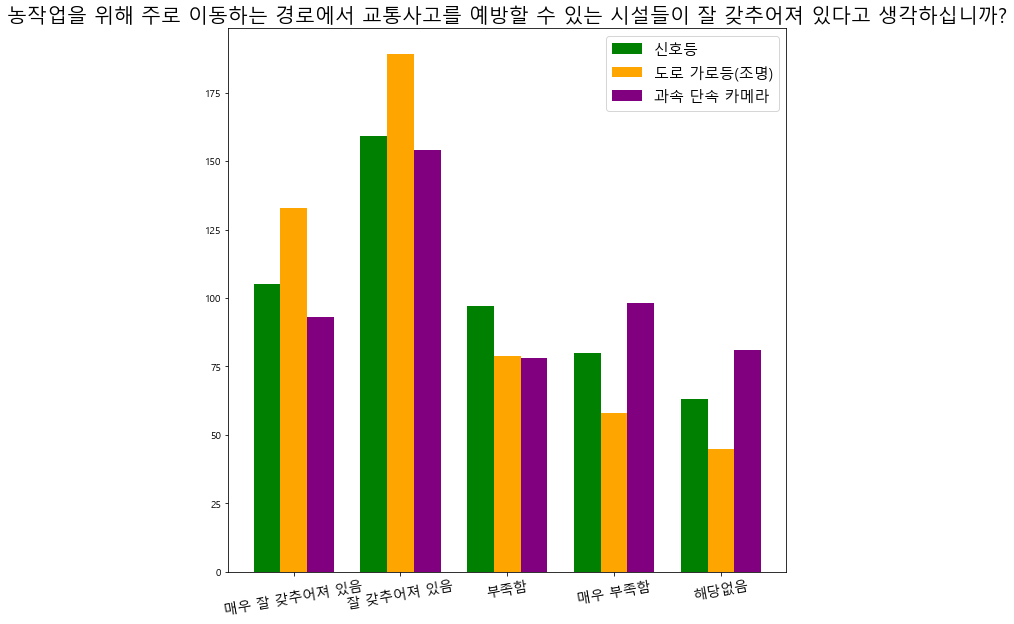 농작업을 위해 주로 이동하는 경로에서 교통사고를 예방할 수 있는 시설들이 잘 갖추어져 있다고 생각하십니까?
신호등
도로 가로등(조명)
과속 단속 카메라
175
150
125
100
75
50
25
0
매우 잘 갖추어져 있음
잘 갖추어져 있음
부족함
매우 부족함
해당없음